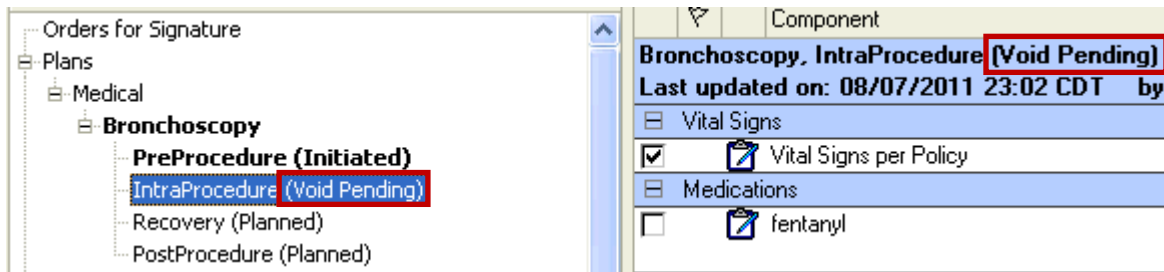 Orders for Signature
Plans
Medical
Bronchoscopy
PreProcedure (Initiated)
IntraProcedure (Void Pending)
Recovery (Planned)
PostProcedure (Planned)
Component
Bronchoscopy, IntraProcedure (Void Pending)
Last updated on: 08/07/2011 23:02 CDT by
Vital Signs
Vital Signs per Policy
Medications
fentanyl